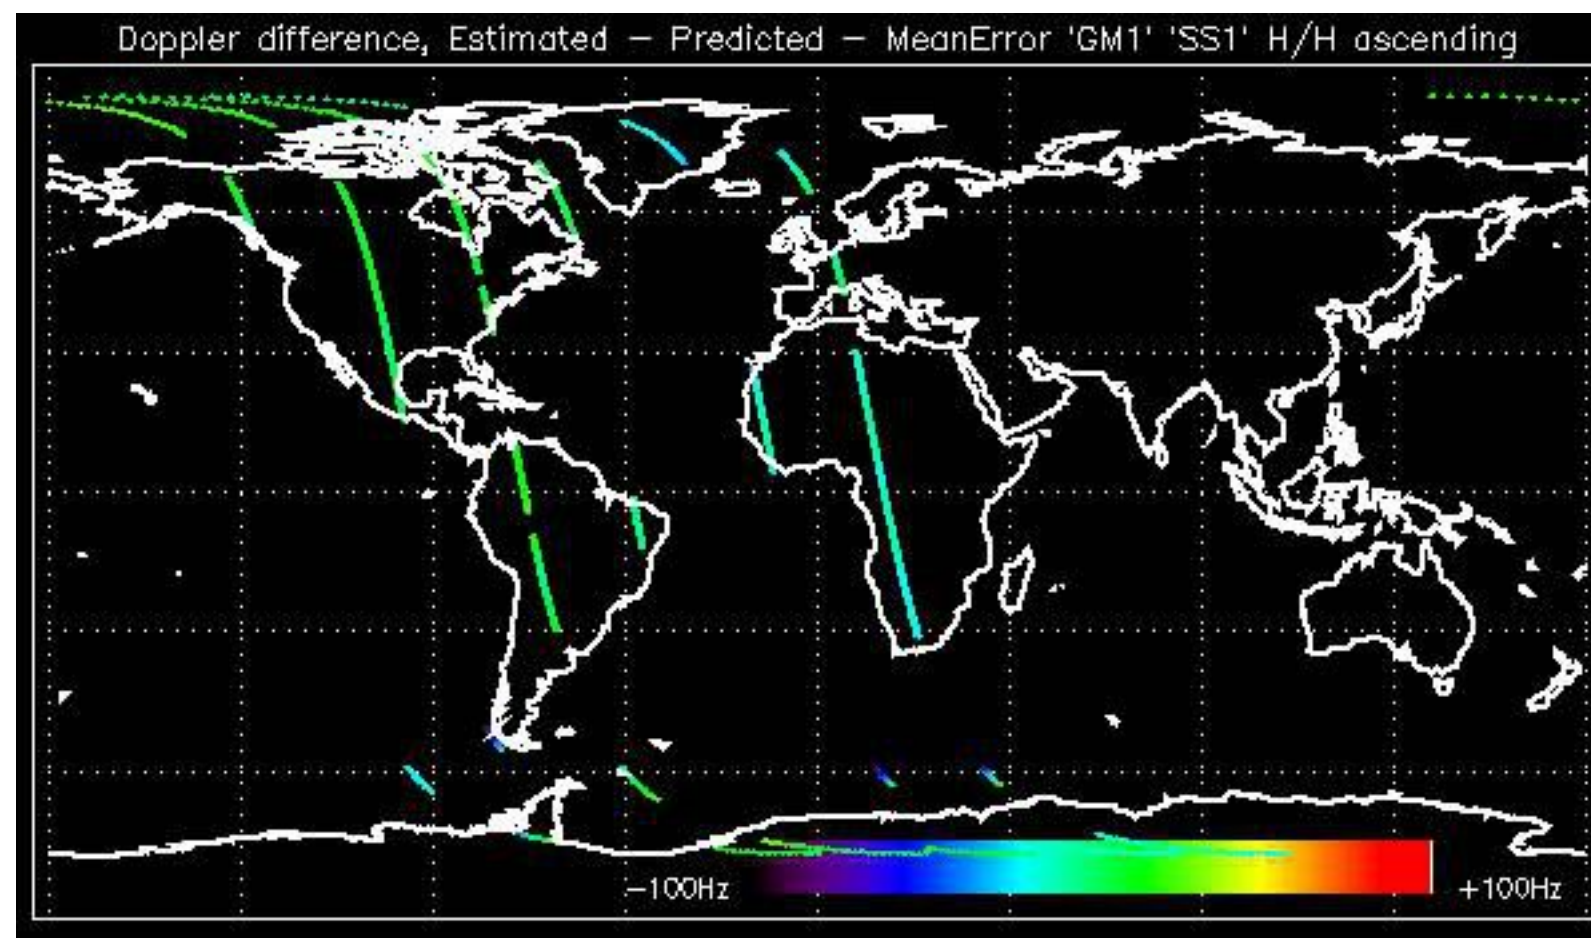 Doppler difference, Estimated – Predicted – MeanError 'GM1' 'SS1' H/H ascending
–100Hz
+100Hz